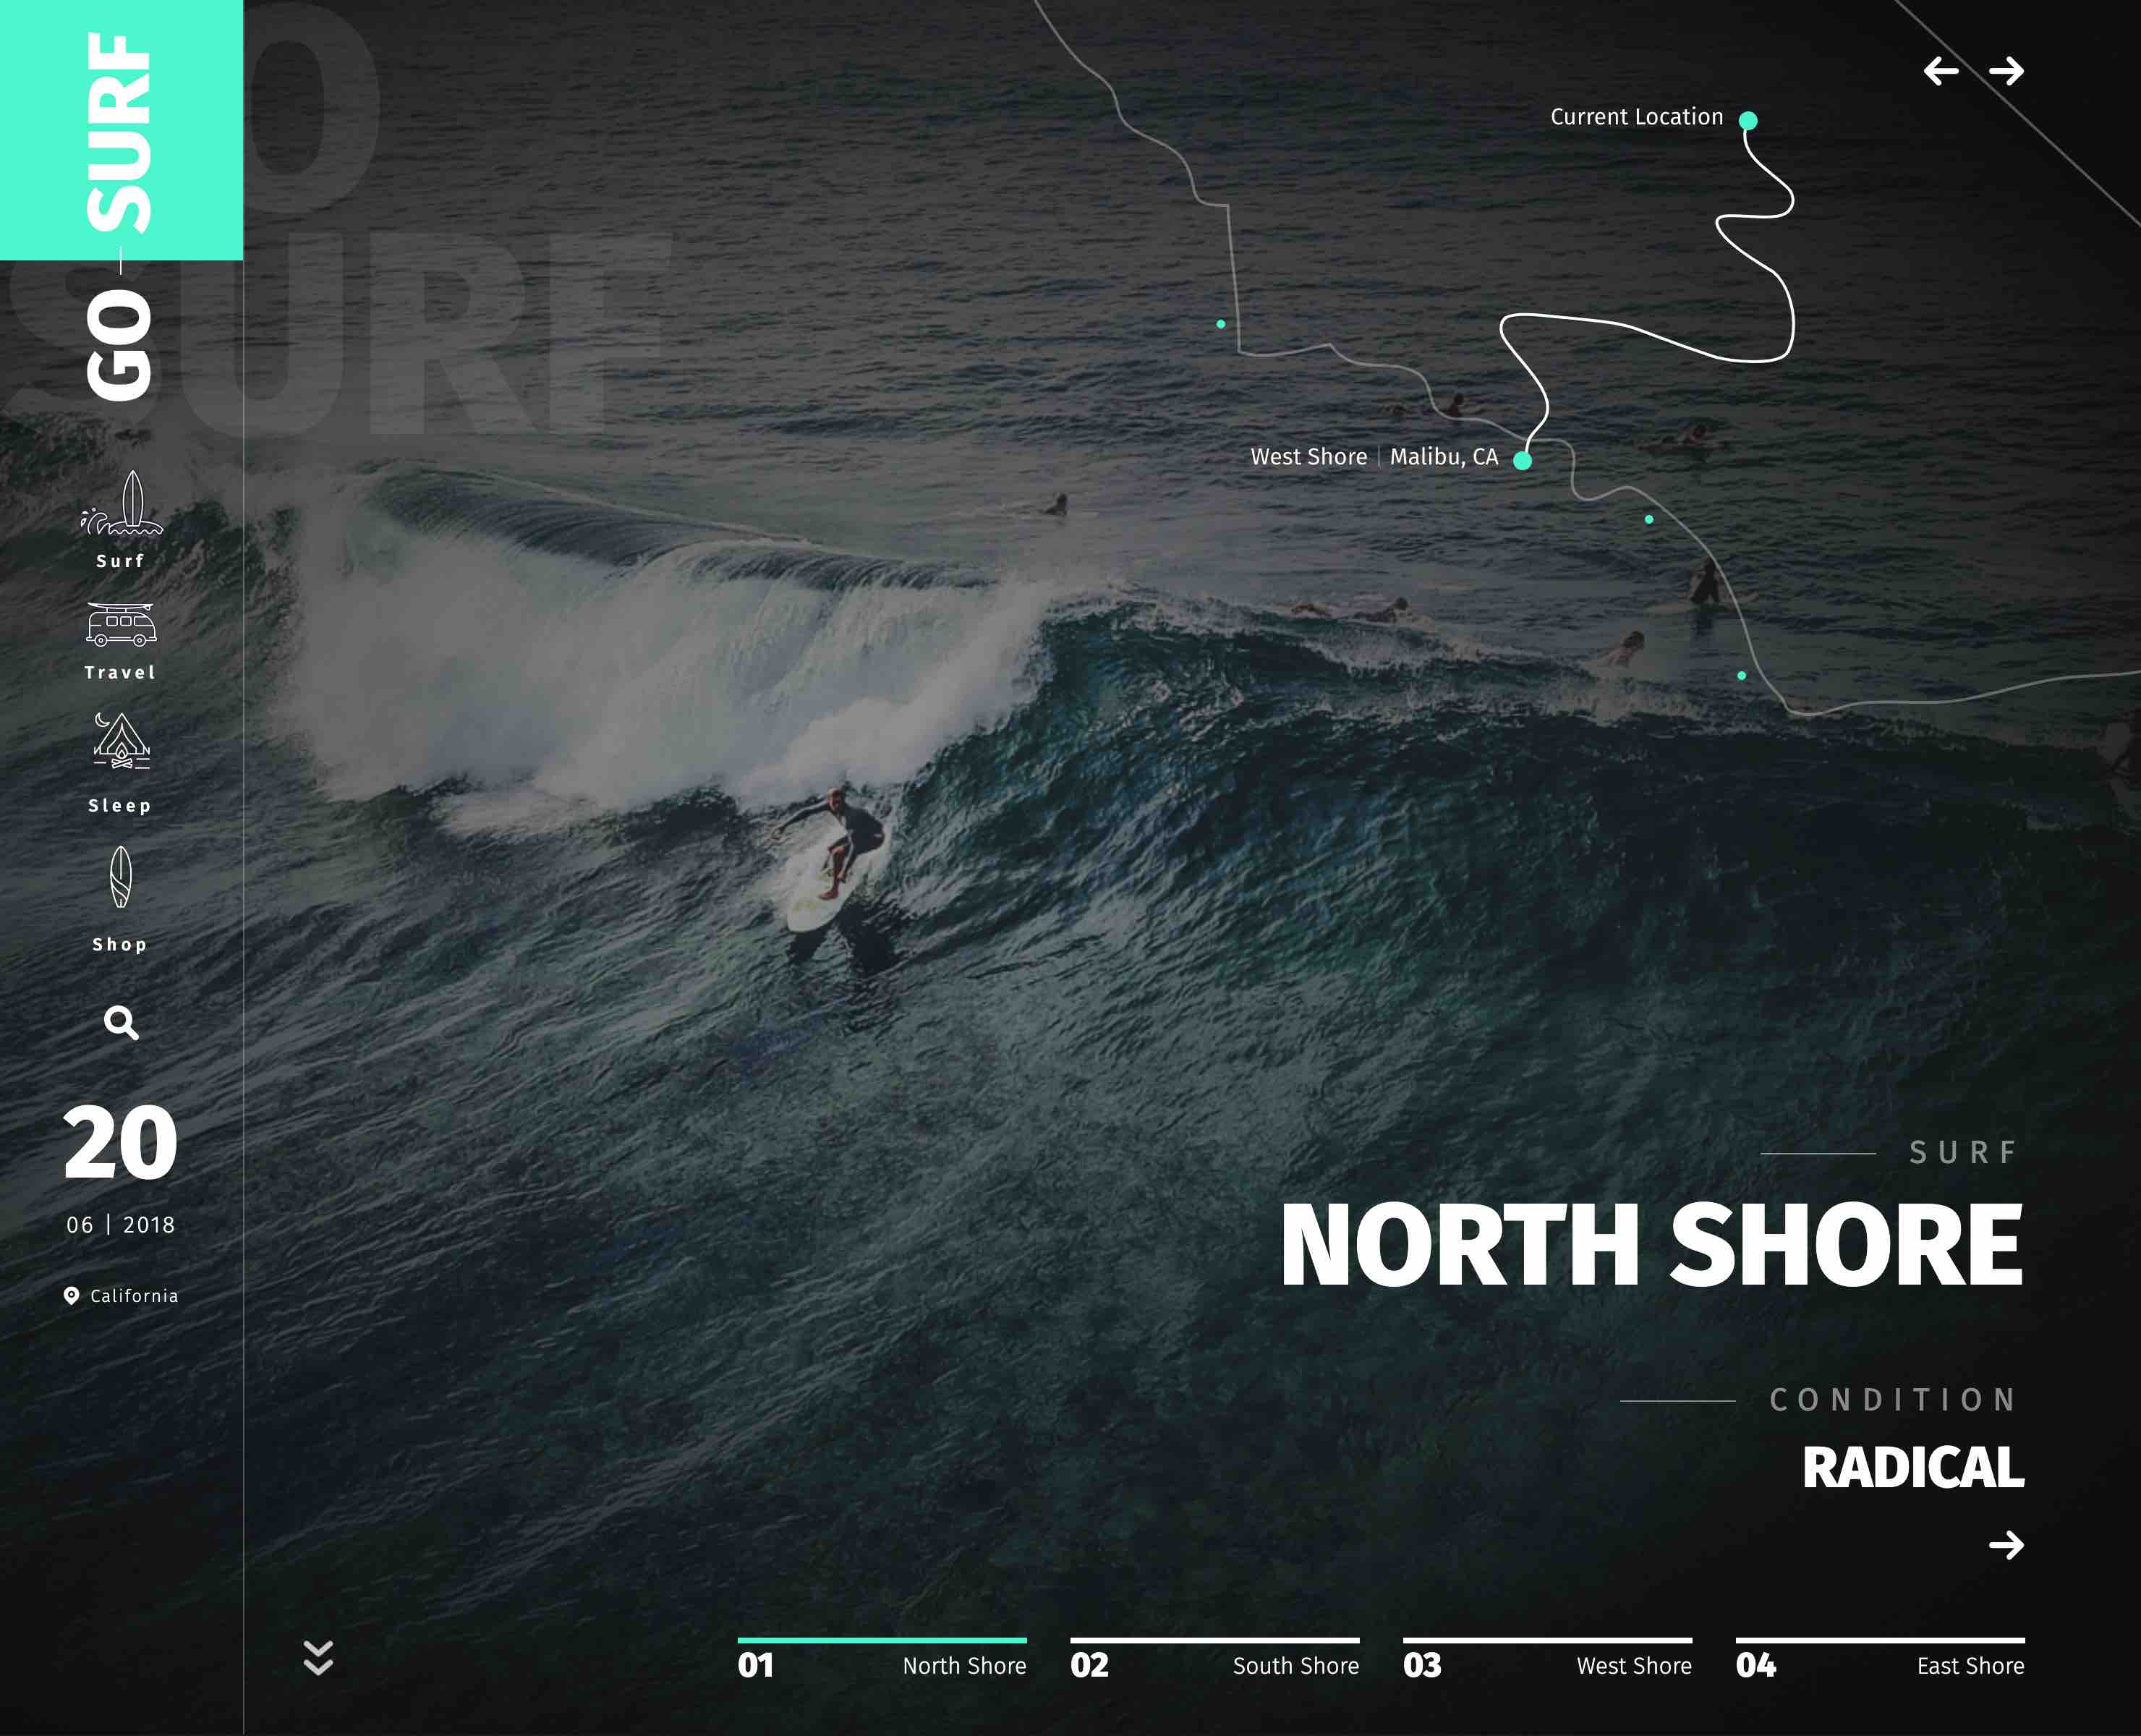 GO — SURF
GO
SURF
Surf
Travel
Sleep
Shop
20
06 | 2018
California
Current Location
West Shore | Malibu, CA
SURF
NORTH SHORE
CONDITION
RADICAL
01 North Shore
02 South Shore
03 West Shore
04 East Shore